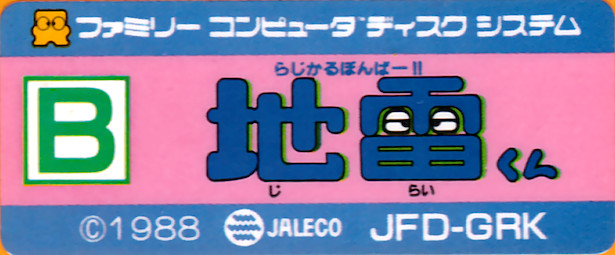 ファミリー コンピュータ ディスク システム
らじかるぼんばー!!
B
地雷くん
じ らい
©1988 JALECO JFD-GRK